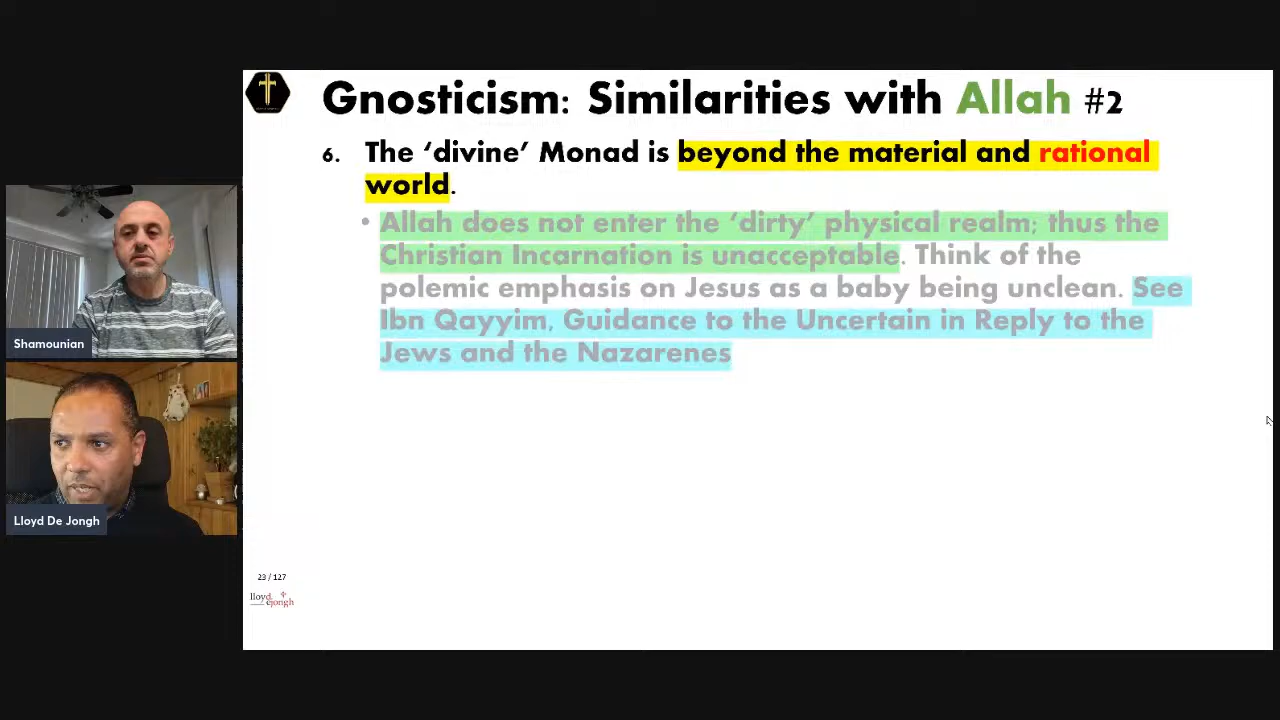 Gnosticism: Similarities with Allah #2
6. The ‘divine’ Monad is beyond the material and rational
world.
• Allah does not enter the ‘dirty’ physical realm; thus the
Christian Incarnation is unacceptable. Think of the
polemic emphasis on Jesus as a baby being unclean. See
Ibn Qayyim, Guidance to the Uncertain in Reply to the
Jews and the Nazarenes
Shamounian
Lloyd De Jongh
23 / 127
lloyd
dejongh